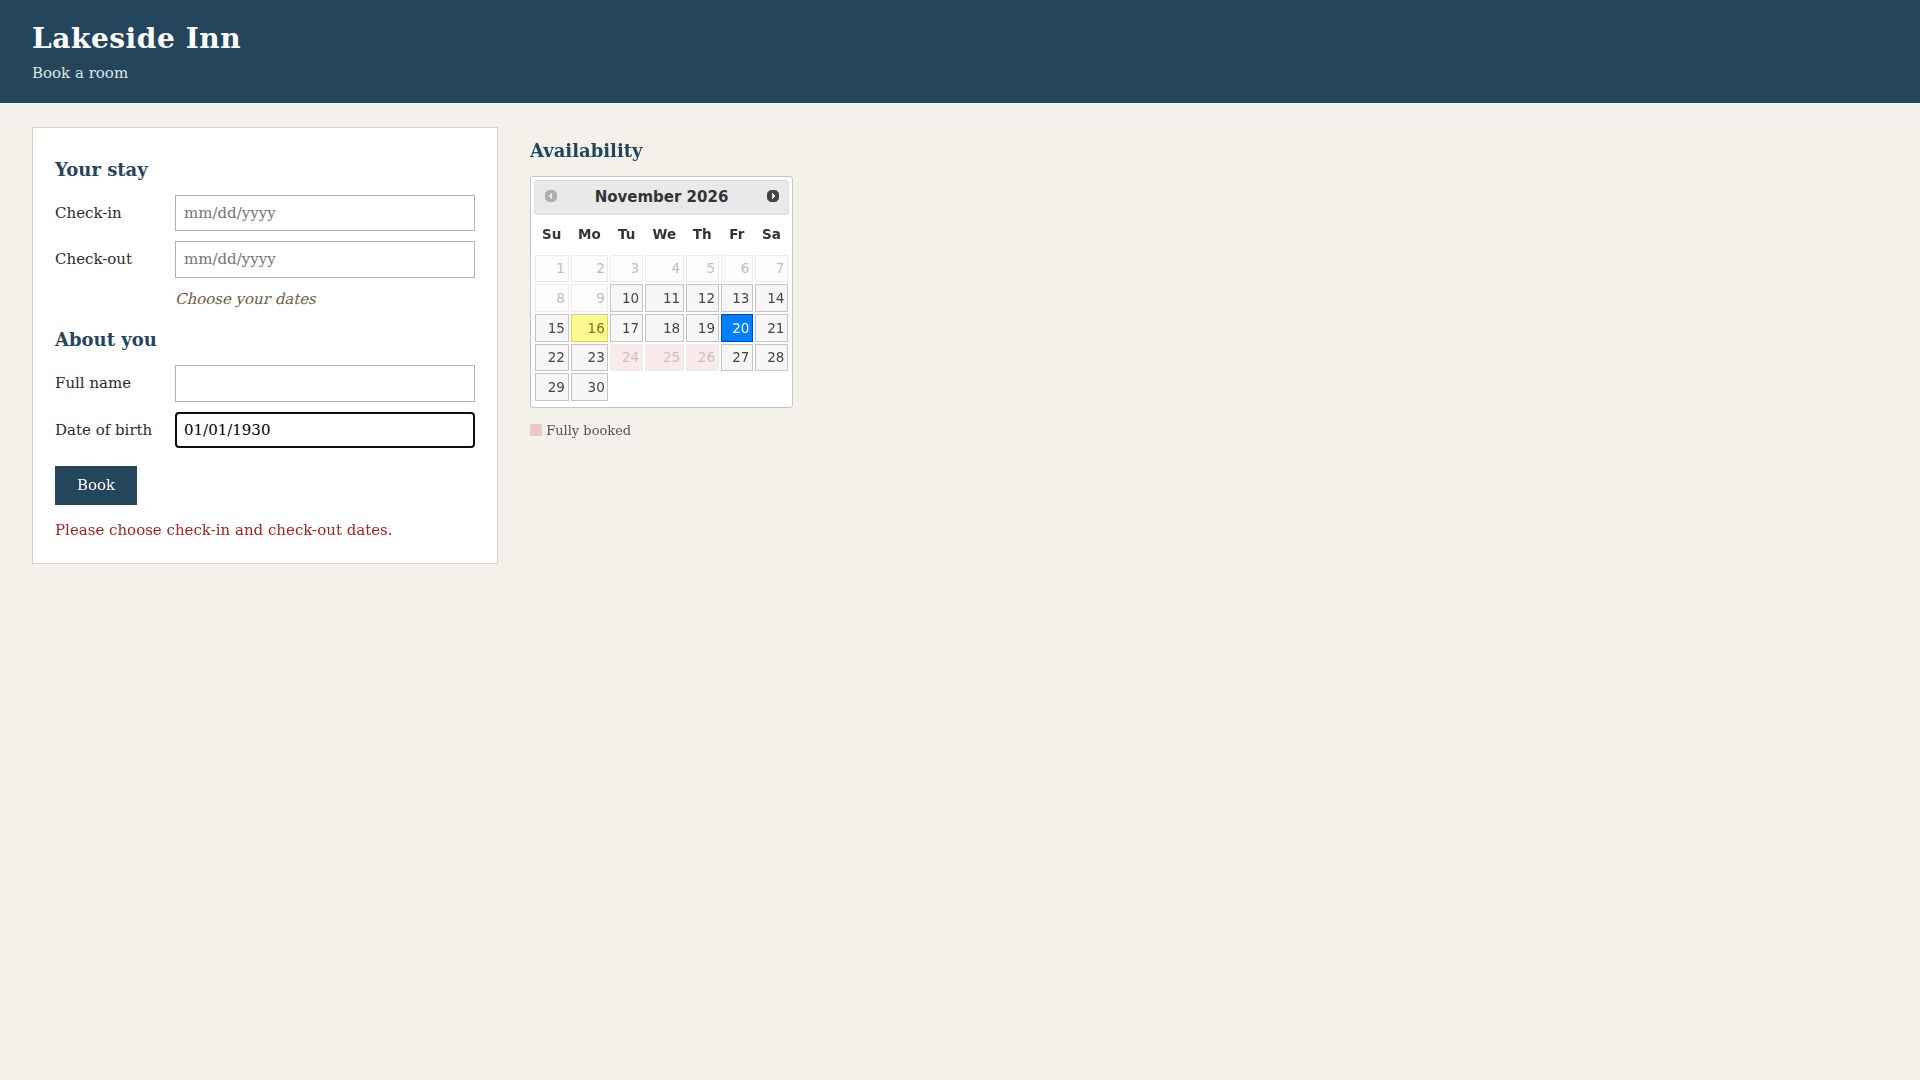 Lakeside Inn
Book a room
Your stay
Check-in mm/dd/yyyy
Check-out mm/dd/yyyy
Choose your dates
About you
Full name
Date of birth 01/01/1930
Book
Please choose check-in and check-out dates.
Availability
November 2026
Su Mo Tu We Th Fr Sa
1 2 3 4 5 6 7
8 9 10 11 12 13 14
15 16 17 18 19 20 21
22 23 24 25 26 27 28
29 30
Fully booked